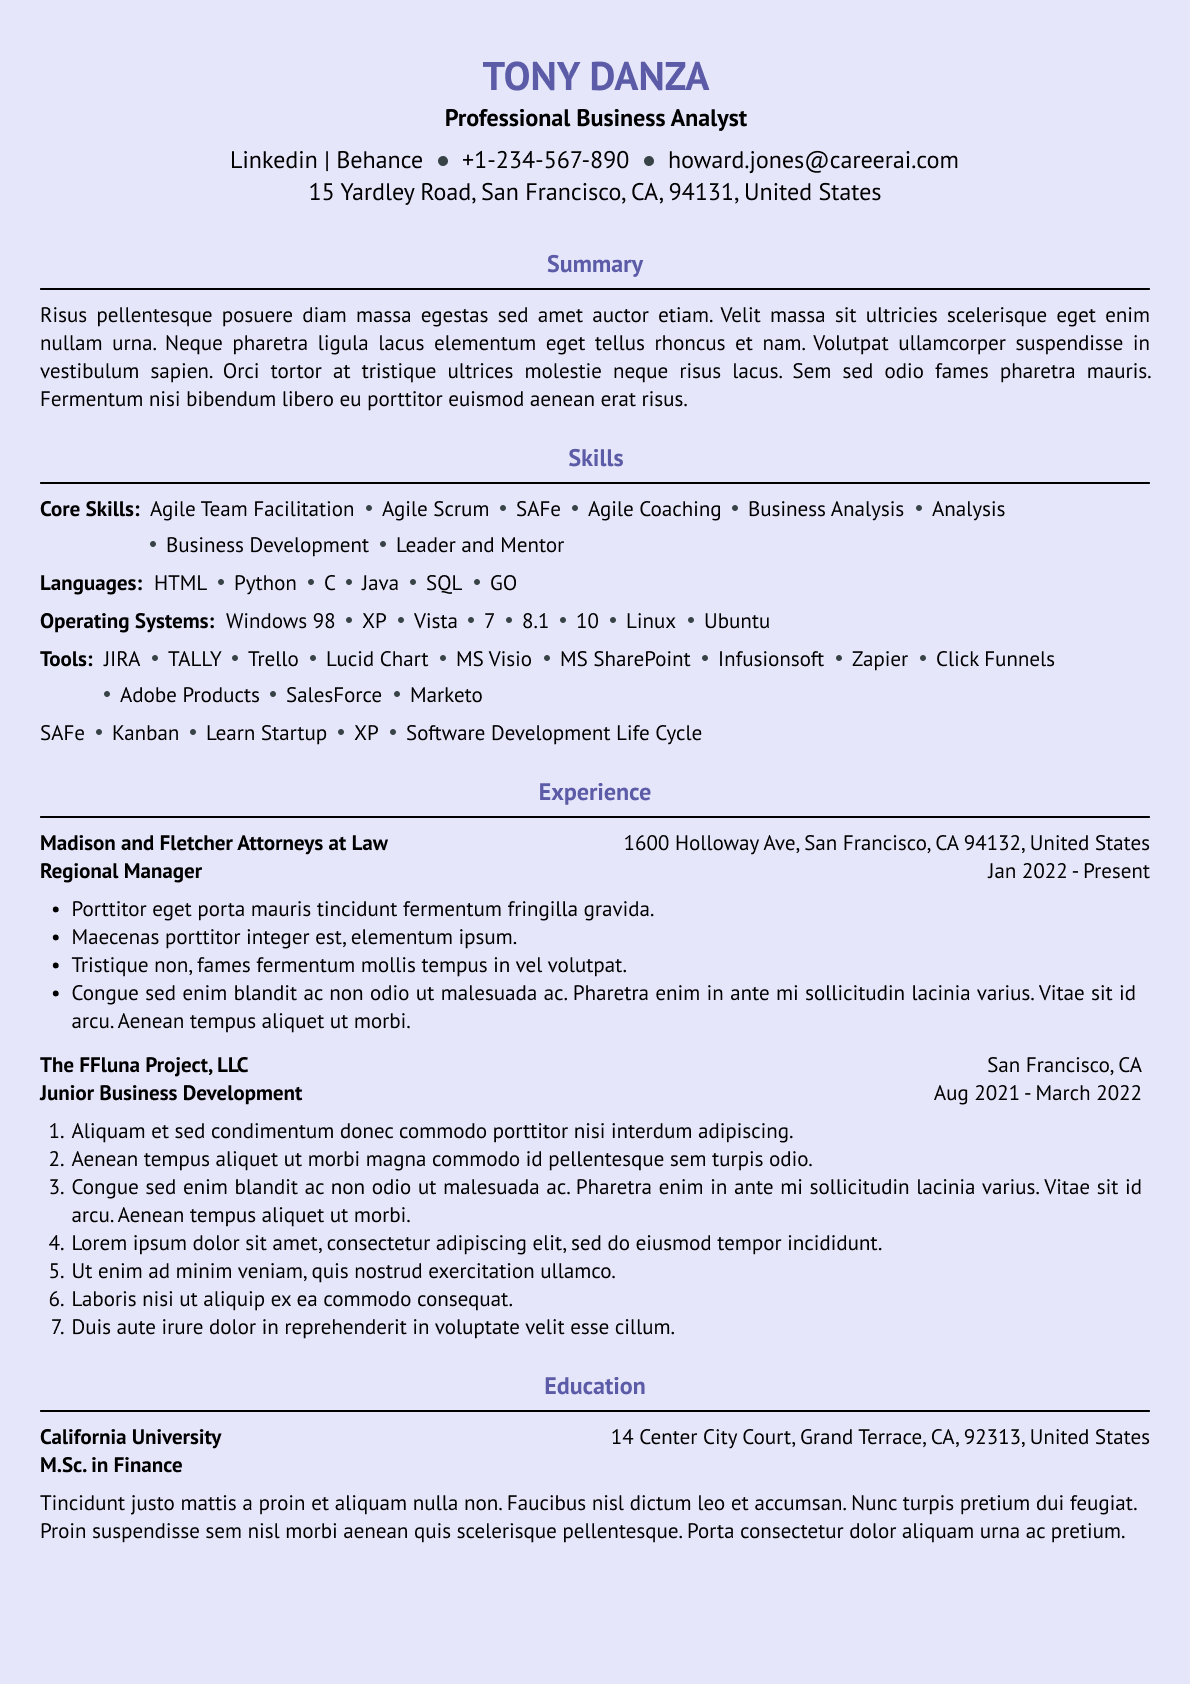 TONY DANZA
Professional Business Analyst
Linkedin | Behance ● +1-234-567-890 ● howard.jones@careerai.com
15 Yardley Road, San Francisco, CA, 94131, United States
Summary
Risus pellentesque posuere diam massa egestas sed amet auctor etiam. Velit massa sit ultricies scelerisque eget enim
nullam urna. Neque pharetra ligula lacus elementum eget tellus rhoncus et nam. Volutpat ullamcorper suspendisse in
vestibulum sapien. Orci tortor at tristique ultrices molestie neque risus lacus. Sem sed odio fames pharetra mauris.
Fermentum nisi bibendum libero eu porttitor euismod aenean erat risus.
Skills
Core Skills: Agile Team Facilitation • Agile Scrum • SAFe • Agile Coaching • Business Analysis • Analysis
• Business Development • Leader and Mentor
Languages: HTML • Python • C • Java • SQL • GO
Operating Systems: Windows 98 • XP • Vista • 7 • 8.1 • 10 • Linux • Ubuntu
Tools: JIRA • TALLY • Trello • Lucid Chart • MS Visio • MS SharePoint • Infusionsoft • Zapier • Click Funnels
• Adobe Products • SalesForce • Marketo
SAFe • Kanban • Learn Startup • XP • Software Development Life Cycle
Experience
Madison and Fletcher Attorneys at Law 1600 Holloway Ave, San Francisco, CA 94132, United States
Regional Manager Jan 2022 - Present
• Porttitor eget porta mauris tincidunt fermentum fringilla gravida.
• Maecenas porttitor integer est, elementum ipsum.
• Tristique non, fames fermentum mollis tempus in vel volutpat.
• Congue sed enim blandit ac non odio ut malesuada ac. Pharetra enim in ante mi sollicitudin lacinia varius. Vitae sit id
arcu. Aenean tempus aliquet ut morbi.
The FFluna Project, LLC San Francisco, CA
Junior Business Development Aug 2021 - March 2022
1. Aliquam et sed condimentum donec commodo porttitor nisi interdum adipiscing.
2. Aenean tempus aliquet ut morbi magna commodo id pellentesque sem turpis odio.
3. Congue sed enim blandit ac non odio ut malesuada ac. Pharetra enim in ante mi sollicitudin lacinia varius. Vitae sit id
arcu. Aenean tempus aliquet ut morbi.
4. Lorem ipsum dolor sit amet, consectetur adipiscing elit, sed do eiusmod tempor incididunt.
5. Ut enim ad minim veniam, quis nostrud exercitation ullamco.
6. Laboris nisi ut aliquip ex ea commodo consequat.
7. Duis aute irure dolor in reprehenderit in voluptate velit esse cillum.
Education
California University 14 Center City Court, Grand Terrace, CA, 92313, United States
M.Sc. in Finance
Tincidunt justo mattis a proin et aliquam nulla non. Faucibus nisl dictum leo et accumsan. Nunc turpis pretium dui feugiat.
Proin suspendisse sem nisl morbi aenean quis scelerisque pellentesque. Porta consectetur dolor aliquam urna ac pretium.